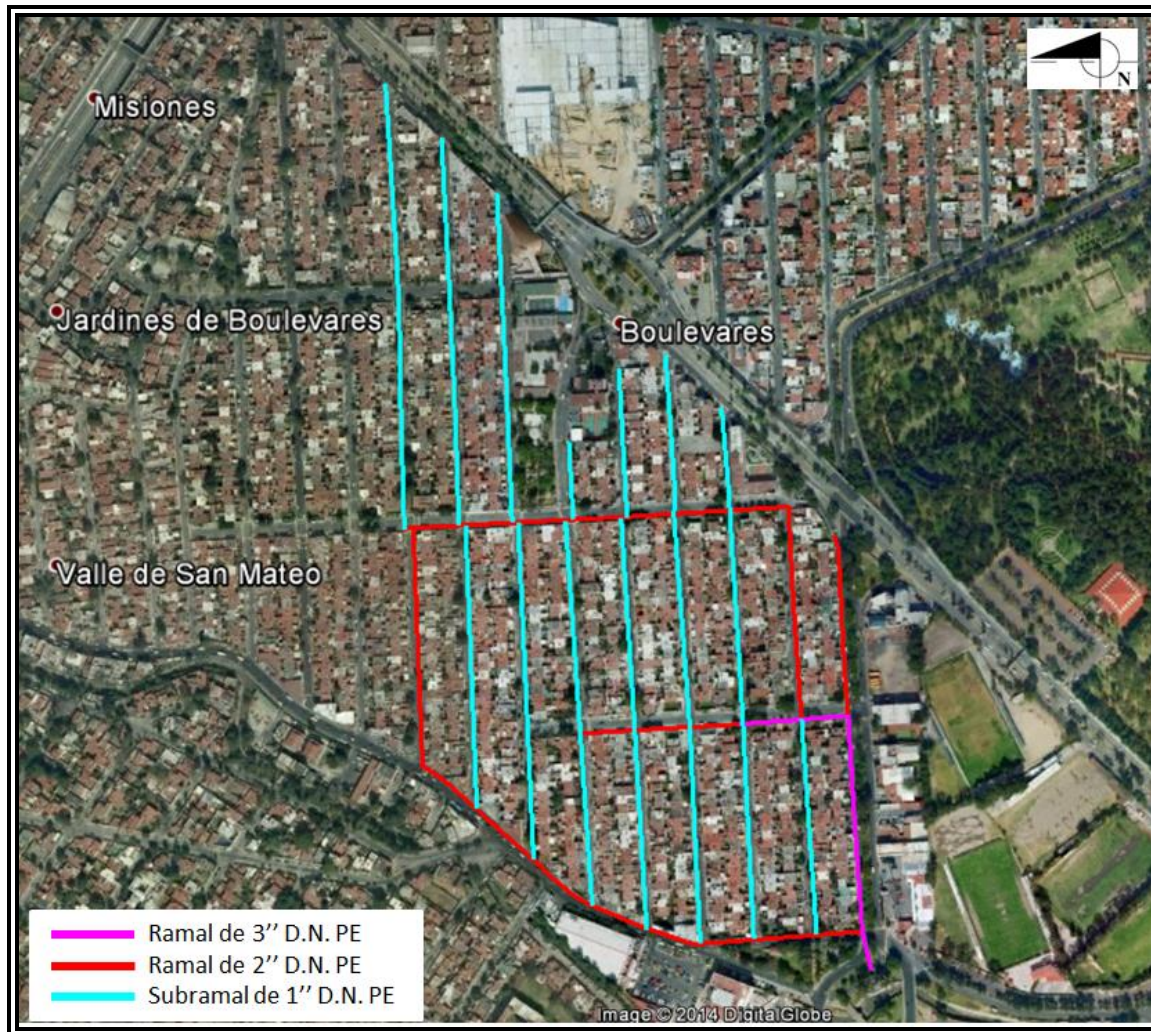 N
Misiones
Jardines de Boulevares
Boulevares
Valle de San Mateo
Ramal de 3’’ D.N. PE
Ramal de 2’’ D.N. PE
Subramal de 1’’ D.N. PE
Image © 2014 DigitalGlobe